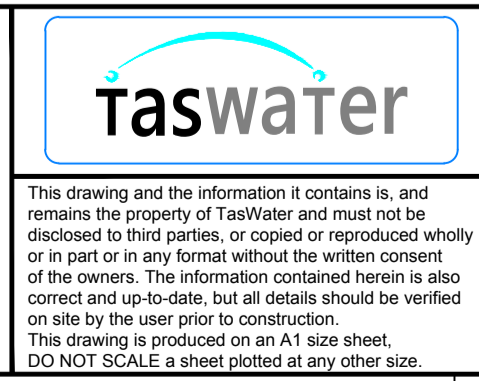 TasWaTer
This drawing and the information it contains is, and
remains the property of TasWater and must not be
disclosed to third parties, or copied or reproduced wholly
or in part or in any format without the written consent
of the owners. The information contained herein is also
correct and up-to-date, but all details should be verified
on site by the user prior to construction.
This drawing is produced on an A1 size sheet,
DO NOT SCALE a sheet plotted at any other size.